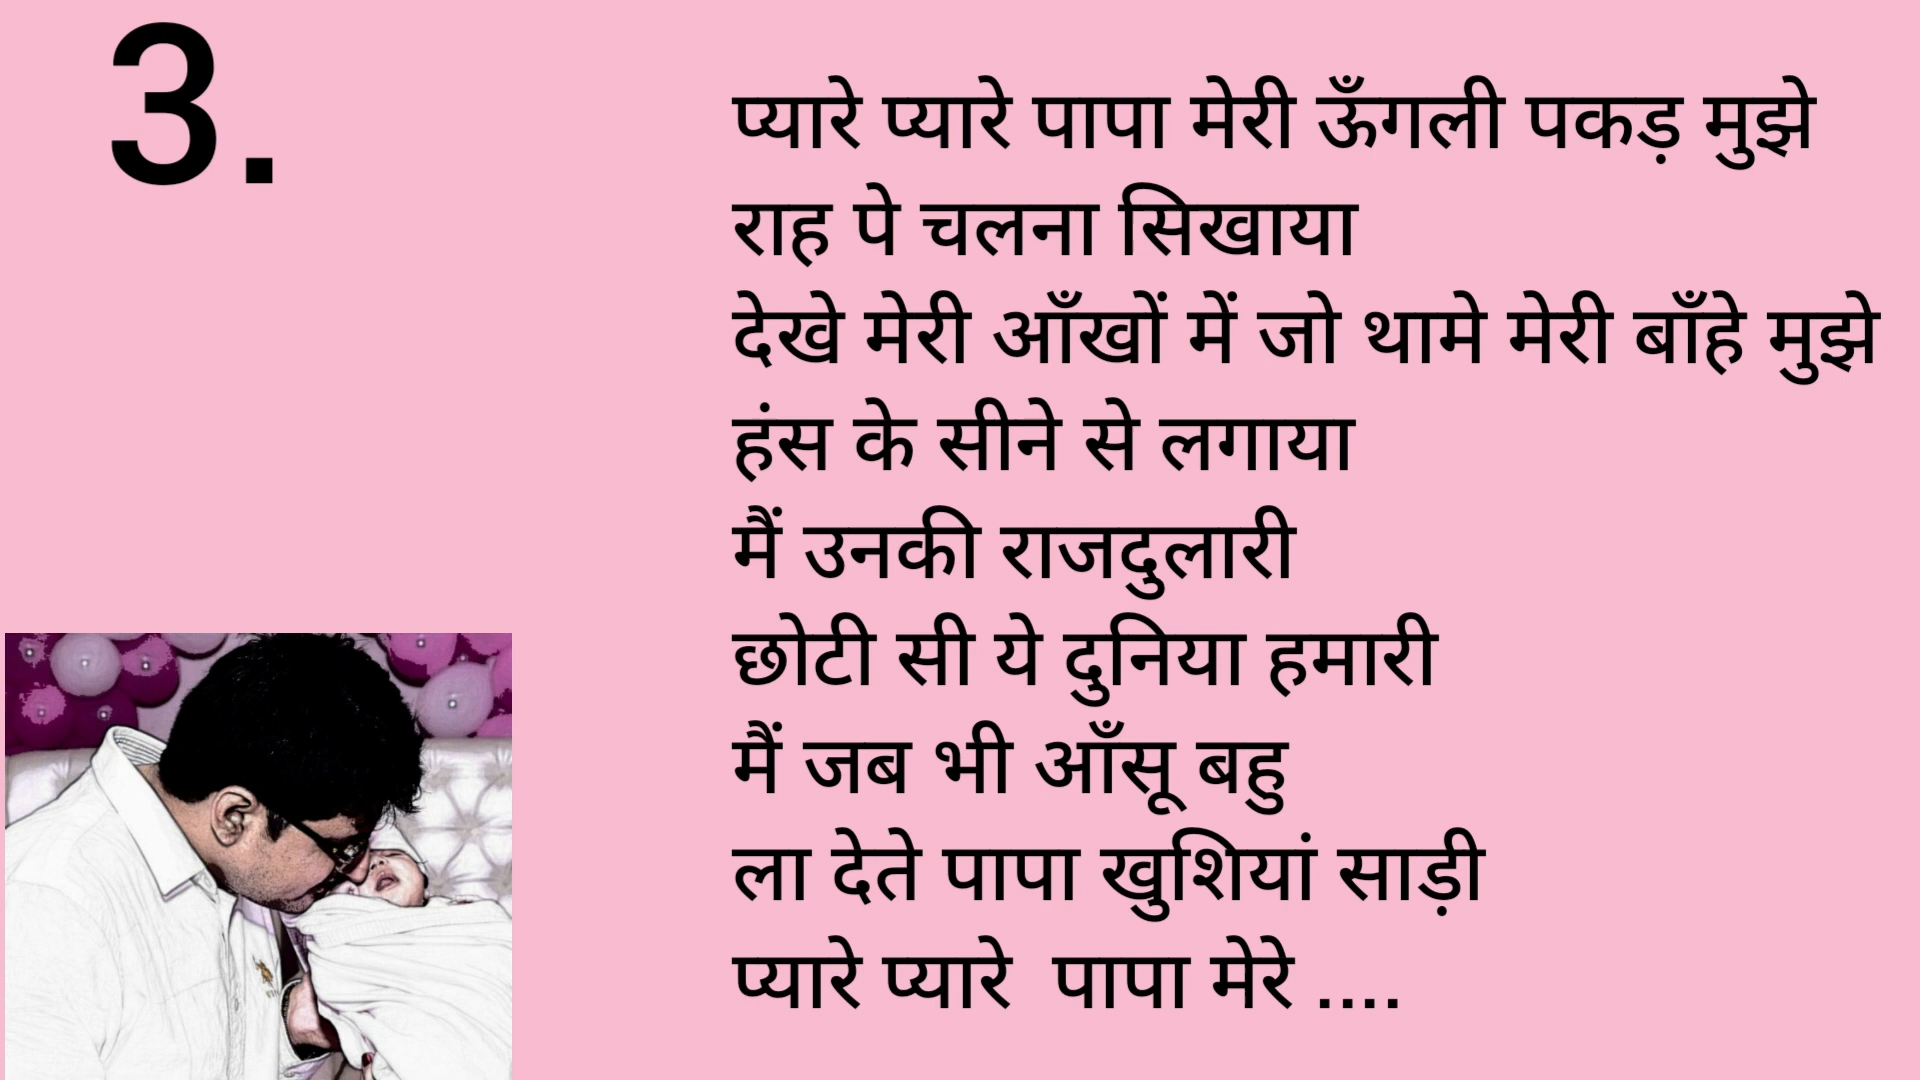 3.
प्यारे प्यारे पापा मेरी ऊँगली पकड़ मुझे
राह पे चलना सिखाया
देखे मेरी आँखों में जो थामे मेरी बाँहे मुझे
हंस के सीने से लगाया
मैं उनकी राजदुलारी
छोटी सी ये दुनिया हमारी
मैं जब भी आँसू बहु
ला देते पापा खुशियां साड़ी
प्यारे प्यारे  पापा मेरे ....